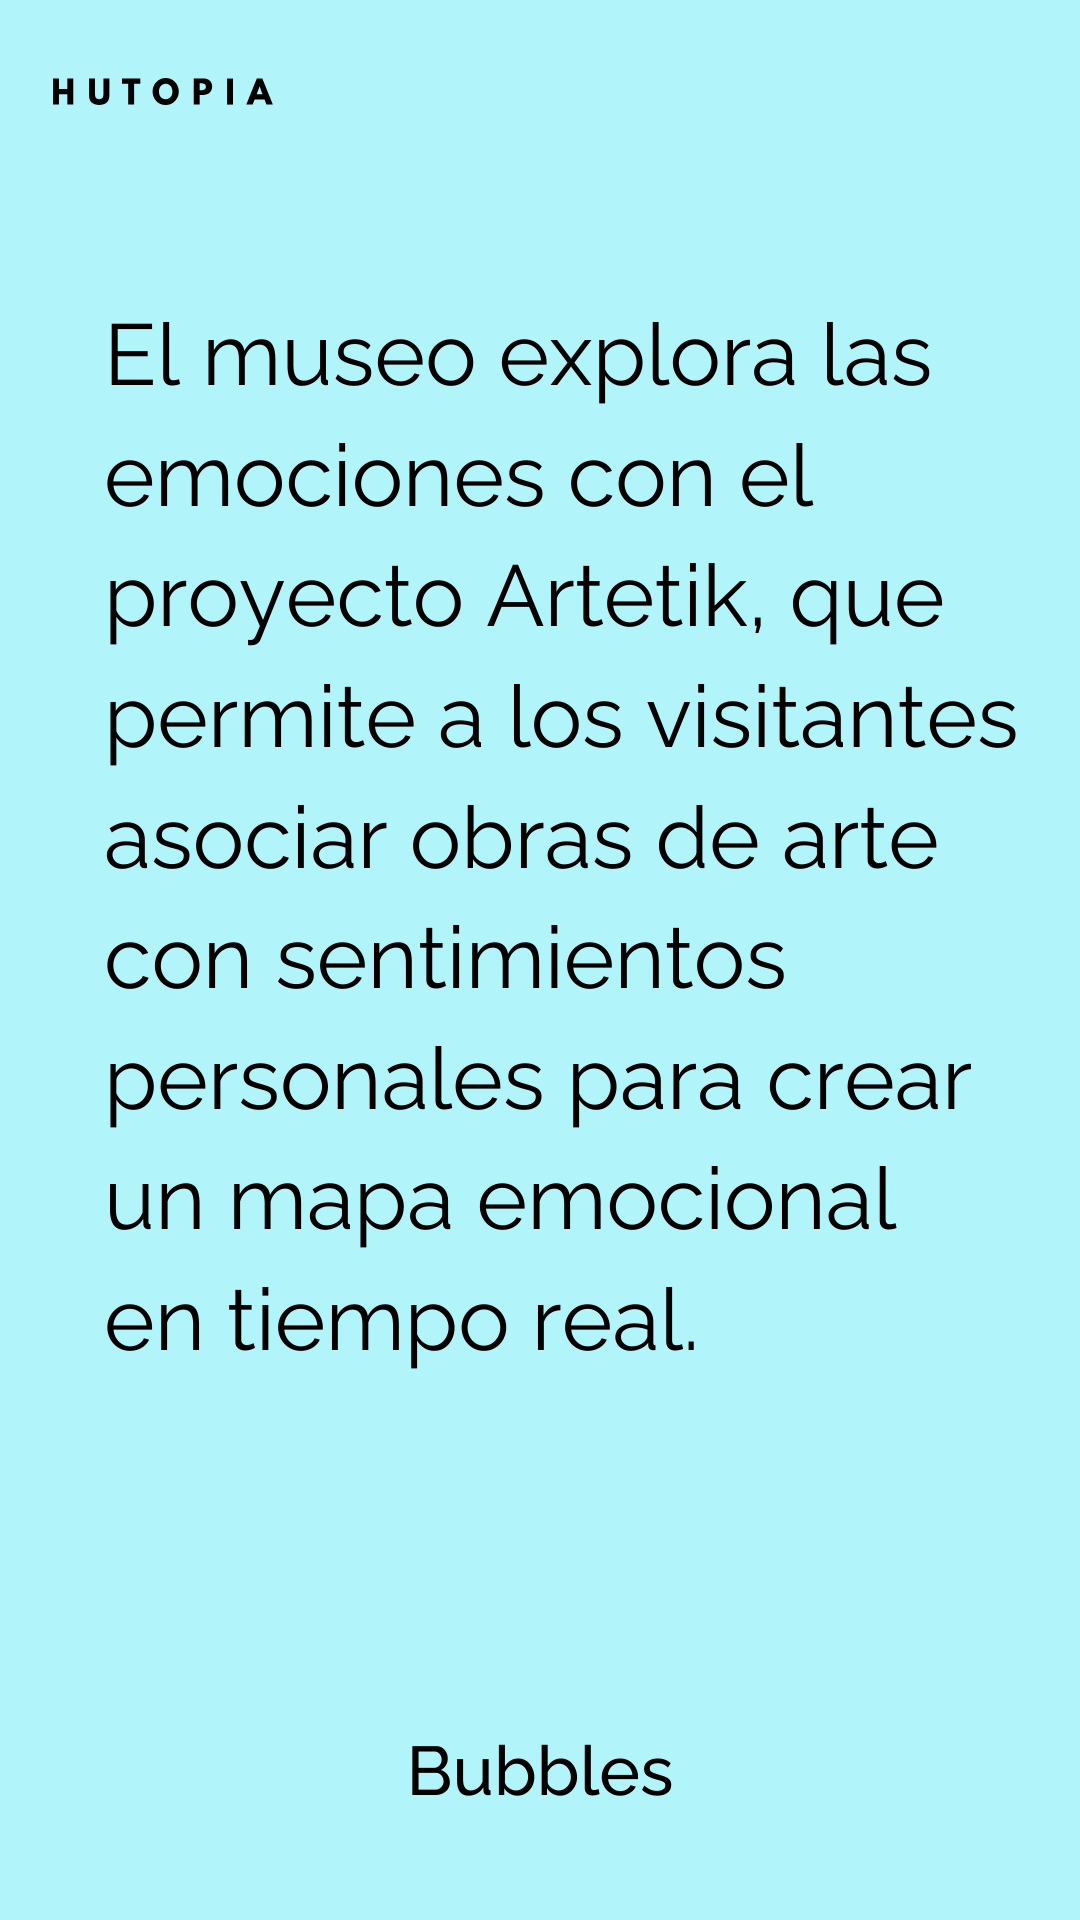 HUTOPIA
El museo explora las
emociones con el
proyecto Artetik, que
permite a los visitantes
asociar obras de arte
con sentimientos
personales para crear
un mapa emocional
en tiempo real.
Bubbles